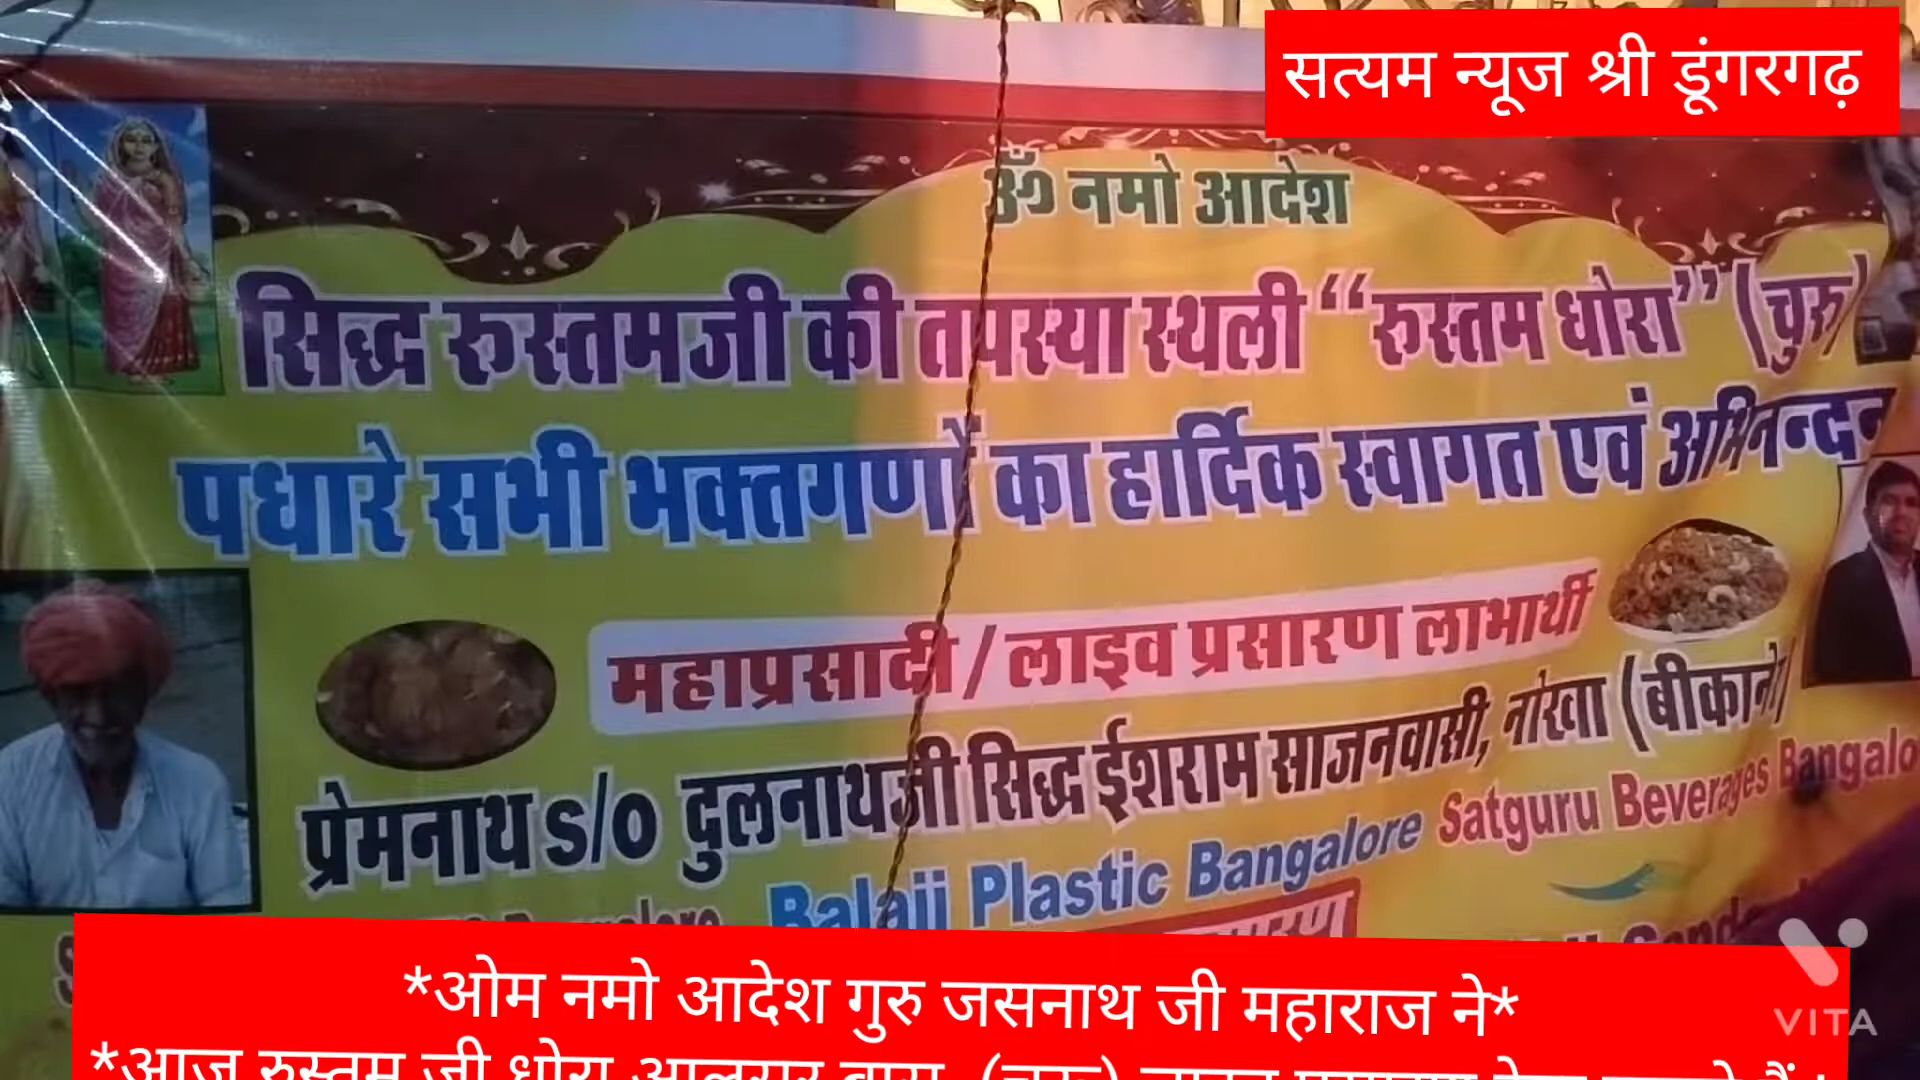 सत्यम न्यूज श्री डूंगरगढ़
ॐ नमो आदेश
सिद्ध रुस्तमजी की तपस्या स्थली “रुस्तम धोरा” (चुरु)
पधारे सभी भक्तगणों का हार्दिक स्वागत एवं अभिनन्दन
महाप्रसादी/लाइव प्रसारण लाभार्थी
प्रेमनाथ s/o दुलनाथजी सिद्ध ईशराम साजनवासी, नोखा
Balaji Plastic Bangalore Satguru Beverages
*ओम नमो आदेश गुरु जसनाथ जी महाराज ने*
*आज रुस्तम जी धोरा
VITA